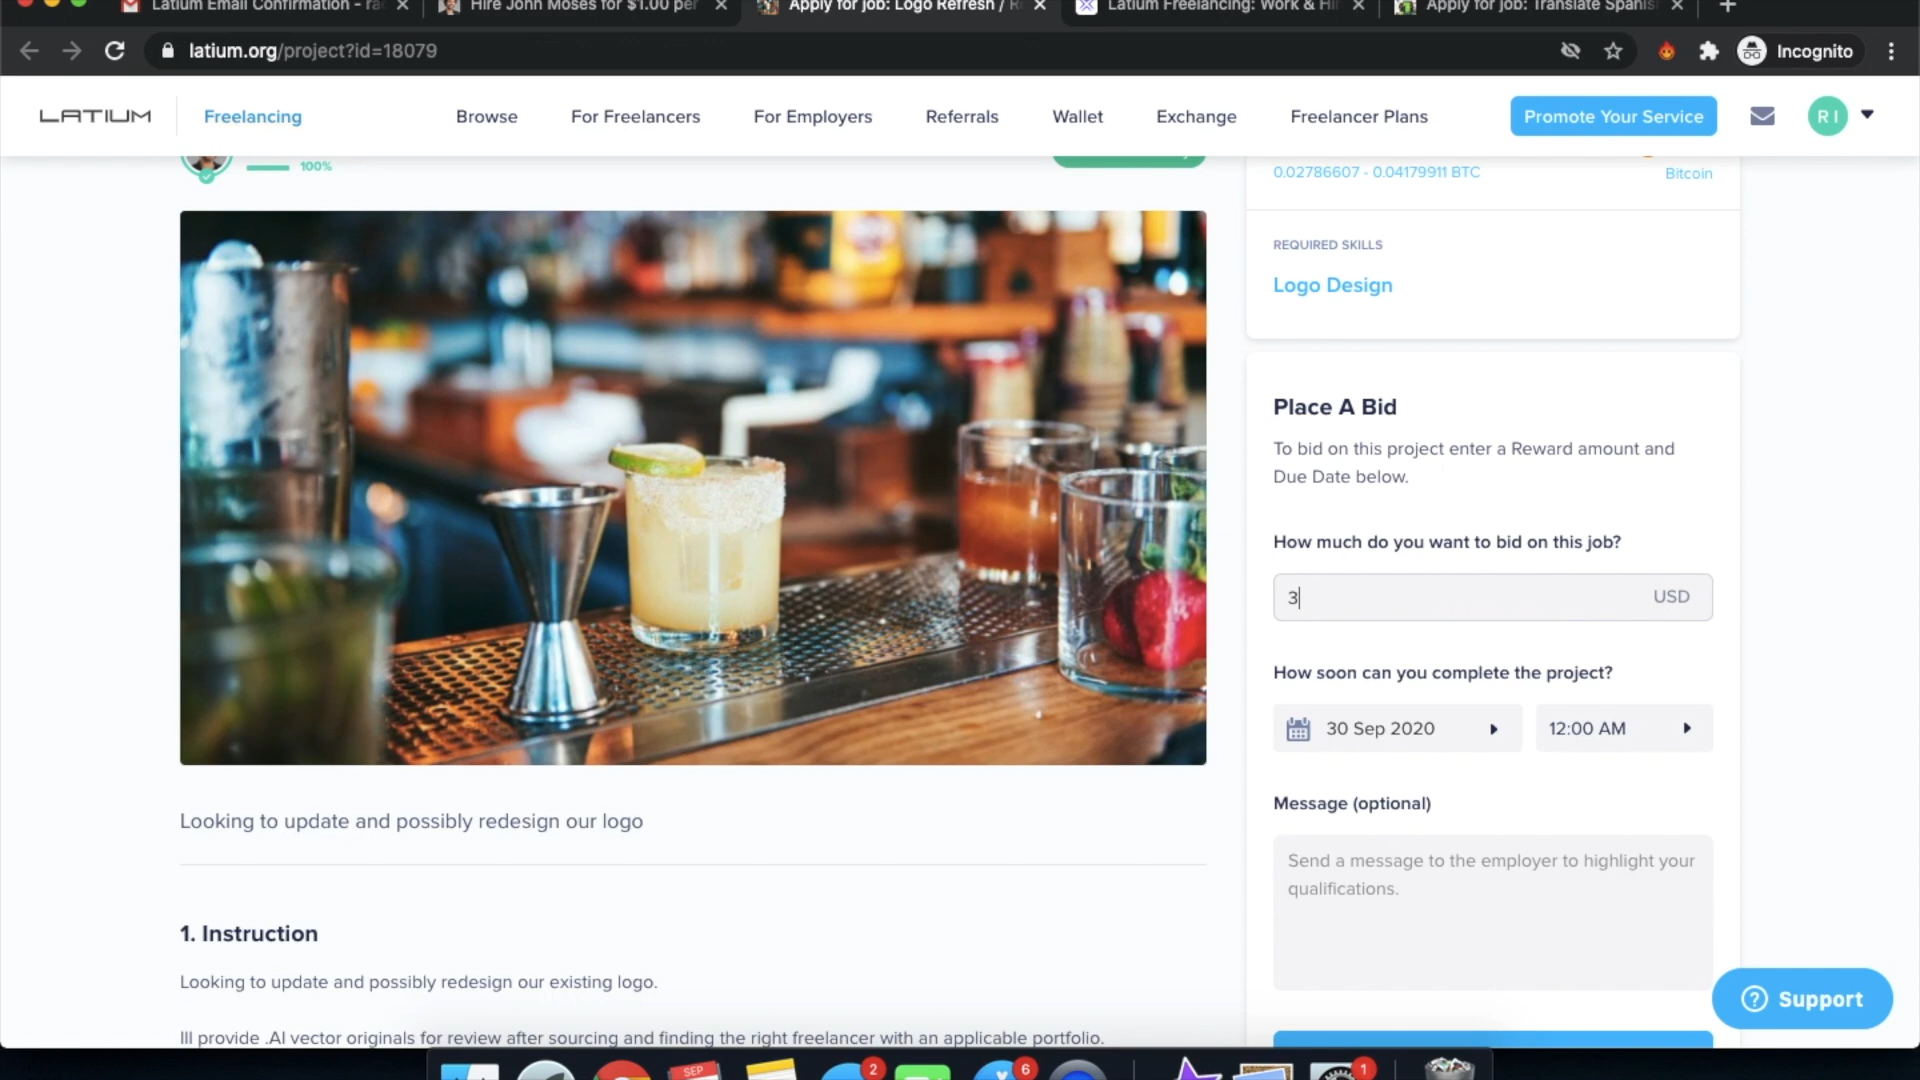 Latium Email Confirmation - ra
Hire John Moses for $1.00 per
Apply for job: Logo Refresh / R
Latium Freelancing: Work & Hi
Apply for job: Translate Spanis
latium.org/project?id=18079
Incognito
LATIUM
Freelancing
Browse
For Freelancers
For Employers
Referrals
Wallet
Exchange
Freelancer Plans
Promote Your Service
R I
100%
0.02786607 - 0.04179911 BTC
Bitcoin
REQUIRED SKILLS
Logo Design
Place A Bid
To bid on this project enter a Reward amount and
Due Date below.
How much do you want to bid on this job?
3
USD
How soon can you complete the project?
30 Sep 2020
12:00 AM
Message (optional)
Send a message to the employer to highlight your
qualifications.
Looking to update and possibly redesign our logo
1. Instruction
Looking to update and possibly redesign our existing logo.
Ill provide .AI vector originals for review after sourcing and finding the right freelancer with an applicable portfolio.
Support
SEP
2
6
1